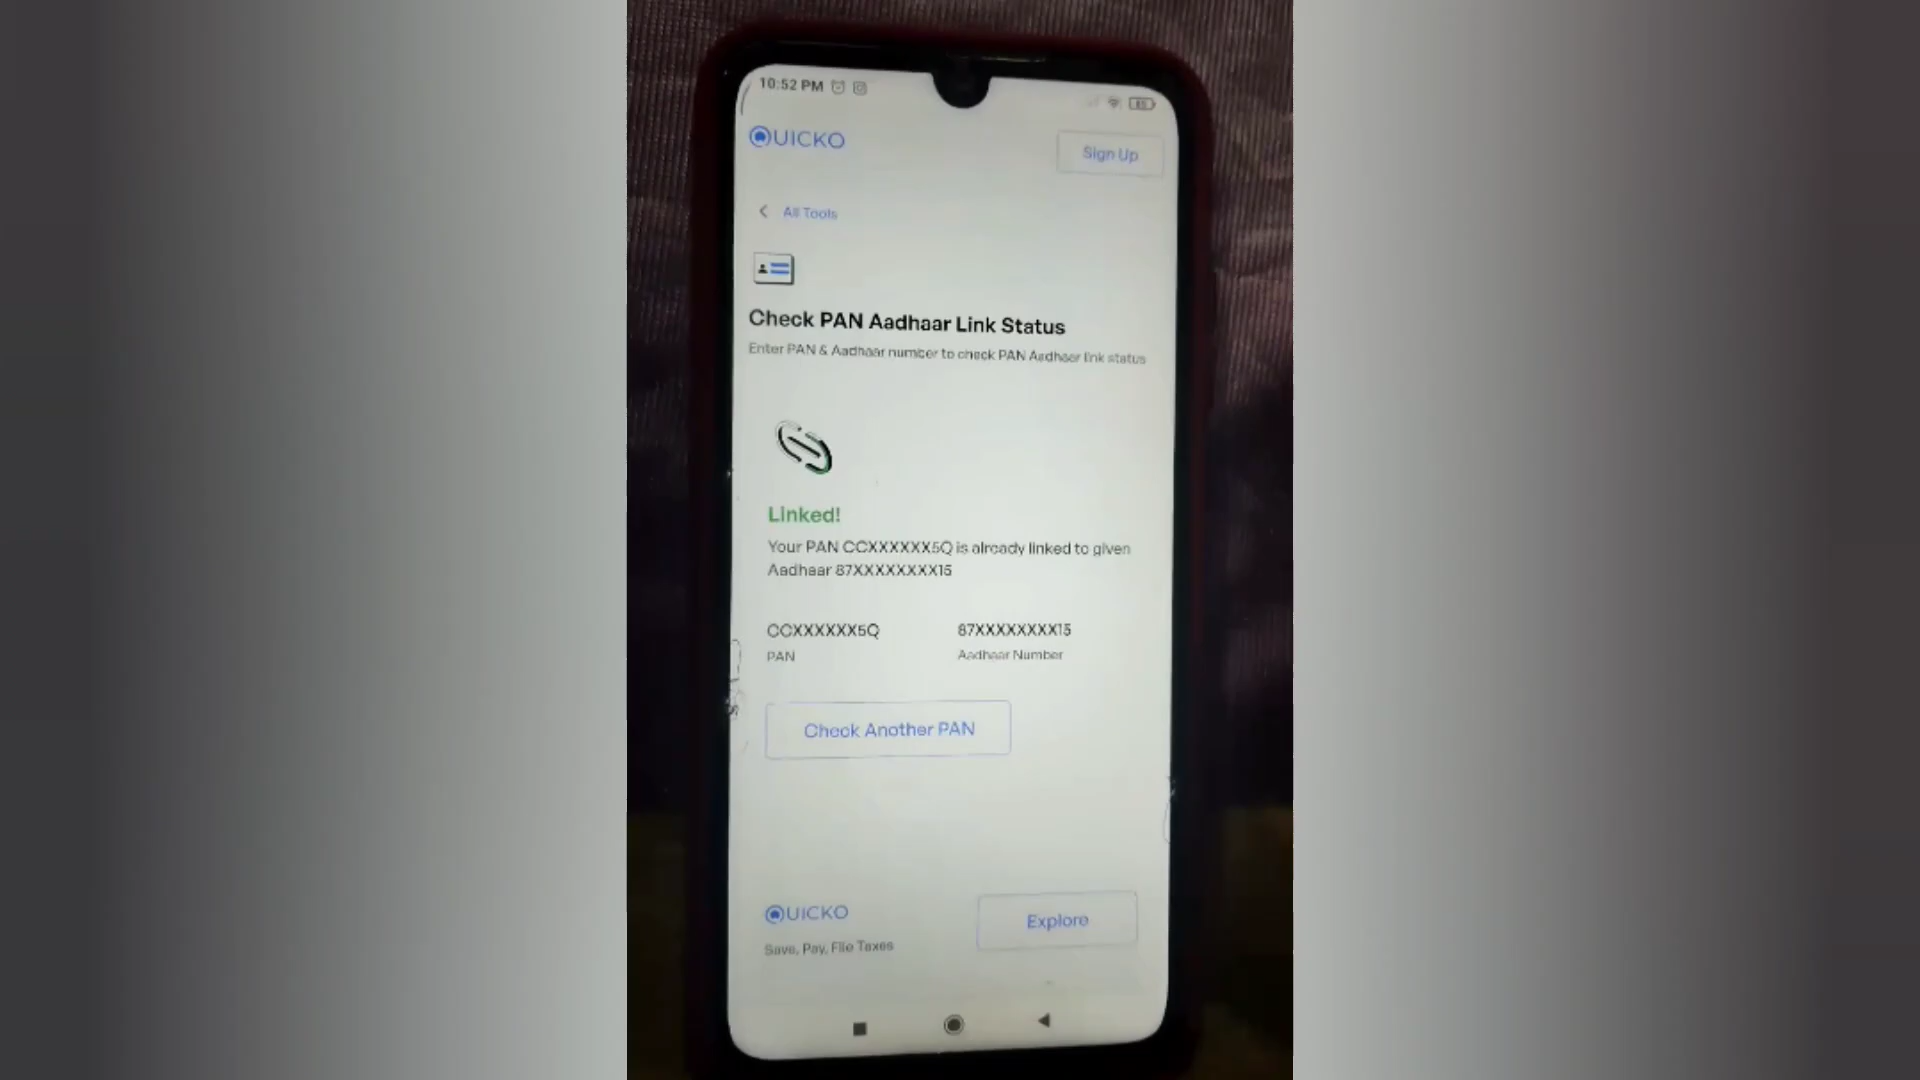 10:52 PM
QUICKO
Sign Up
All Tools
Check PAN Aadhaar Link Status
Enter PAN & Aadhaar number to check PAN Aadhaar link status
Linked!
Your PAN CCXXXXXX5Q is already linked to given
Aadhaar 87XXXXXXXX15
CCXXXXXX5Q 87XXXXXXXX15
PAN Aadhaar Number
Check Another PAN
QUICKO
Explore
Save, Pay, File Taxes